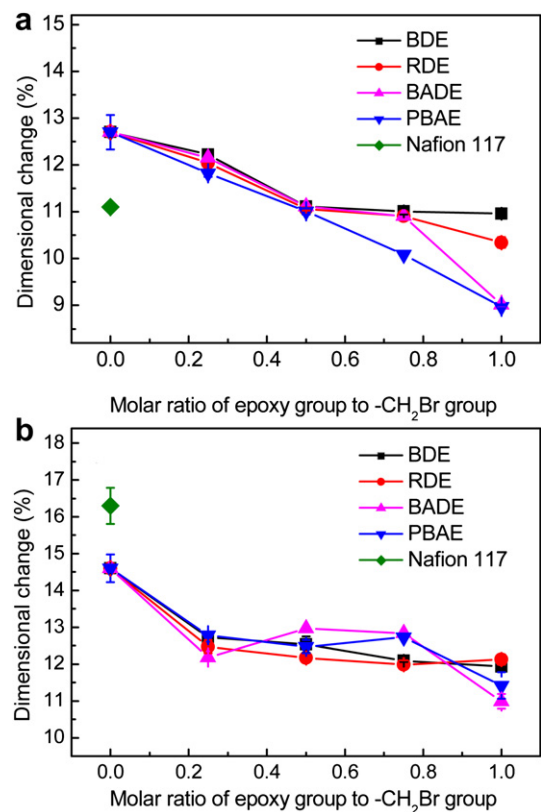 a
15
14
13
12
11
10
9
Dimensional change (%)
BDE
RDE
BADE
PBAE
Nafion 117
0.0 0.2 0.4 0.6 0.8 1.0
Molar ratio of epoxy group to -CH₂Br group
b
18
17
16
15
14
13
12
11
10
Dimensional change (%)
BDE
RDE
BADE
PBAE
Nafion 117
0.0 0.2 0.4 0.6 0.8 1.0
Molar ratio of epoxy group to -CH₂Br group